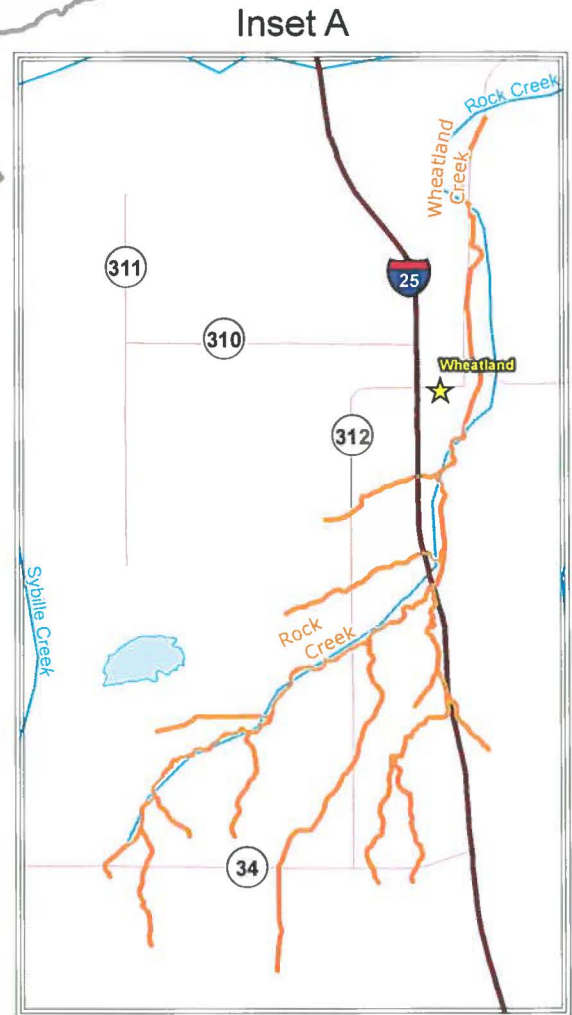 Inset A
Rock Creek
Wheatland
Creek
311
25
310
Wheatland
312
Sybille Creek
Rock
Creek
34